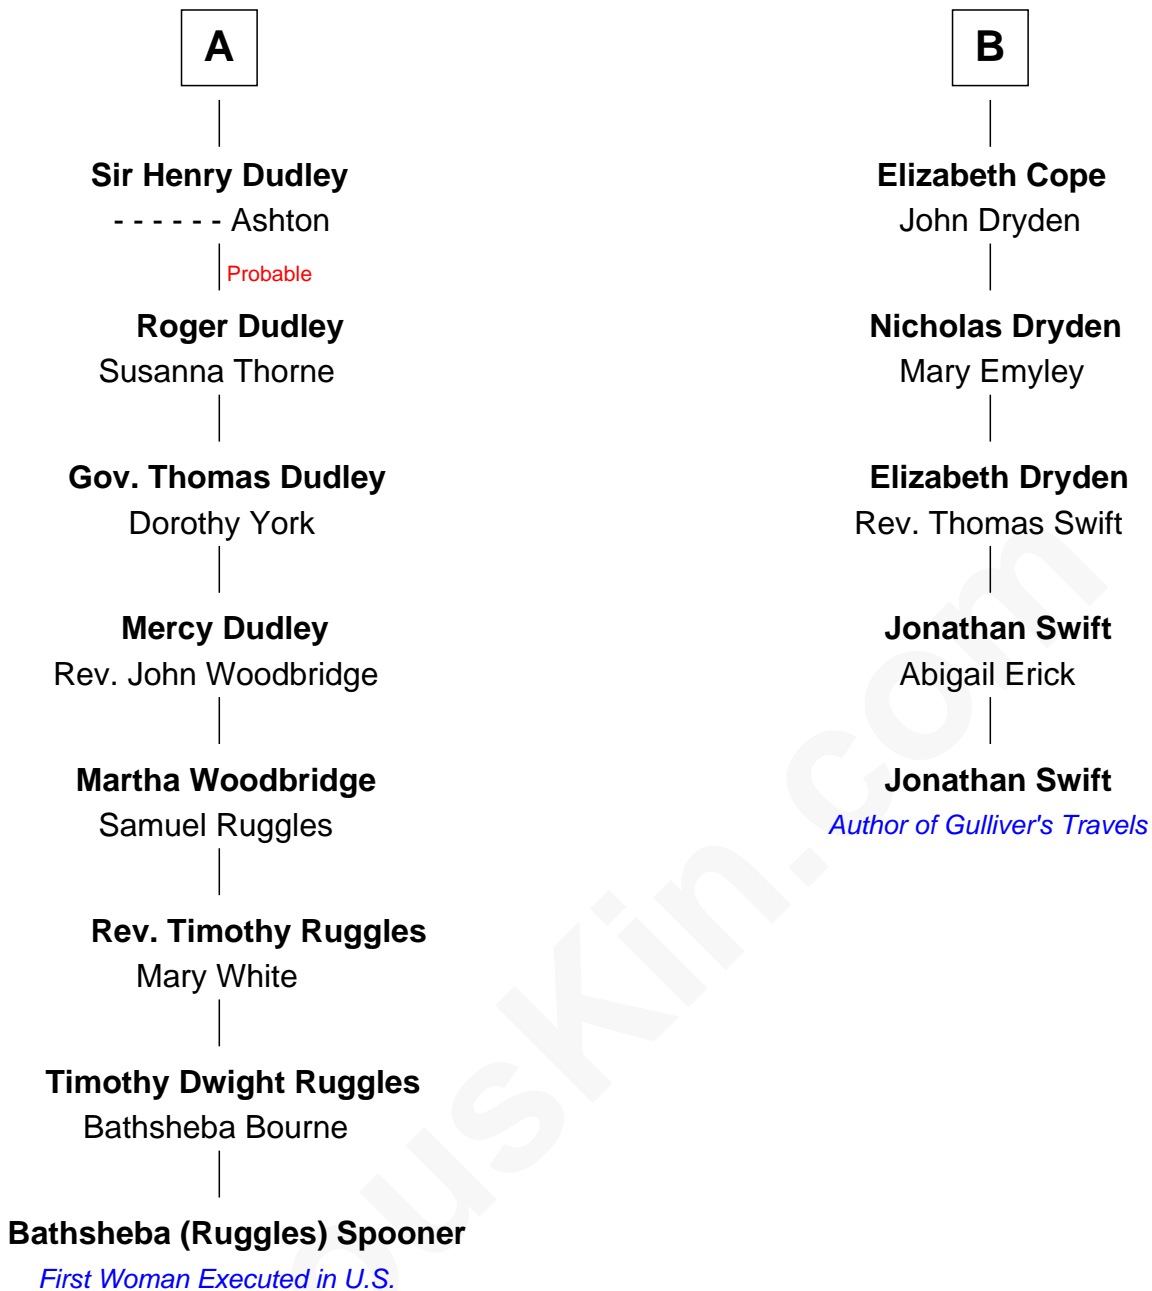 A
Sir Henry Dudley
- - - - - - Ashton
Probable
Roger Dudley
Susanna Thorne
Gov. Thomas Dudley
Dorothy York
Mercy Dudley
Rev. John Woodbridge
Martha Woodbridge
Samuel Ruggles
Rev. Timothy Ruggles
Mary White
Timothy Dwight Ruggles
Bathsheba Bourne
Bathsheba (Ruggles) Spooner
First Woman Executed in U.S.
B
Elizabeth Cope
John Dryden
Nicholas Dryden
Mary Emyley
Elizabeth Dryden
Rev. Thomas Swift
Jonathan Swift
Abigail Erick
Jonathan Swift
Author of Gulliver's Travels
ousKin.com